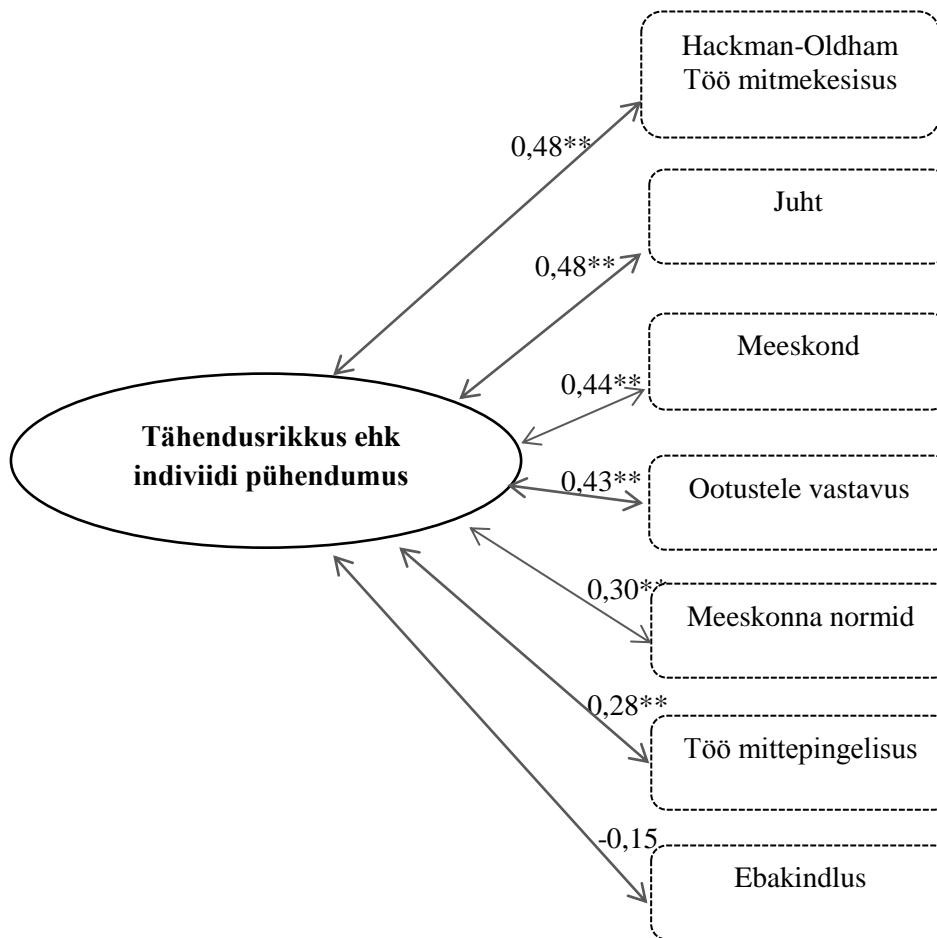 Hackman-Oldham
Töö mitmekesisus
0,48**
Juht
0,48**
Meeskond
0,44**
Tähendusrikkus ehk
indiviidi pühendumus
0,43**
Ootustele vastavus
0,30**
Meeskonna normid
0,28**
Töö mittepingelisus
-0,15
Ebakindlus